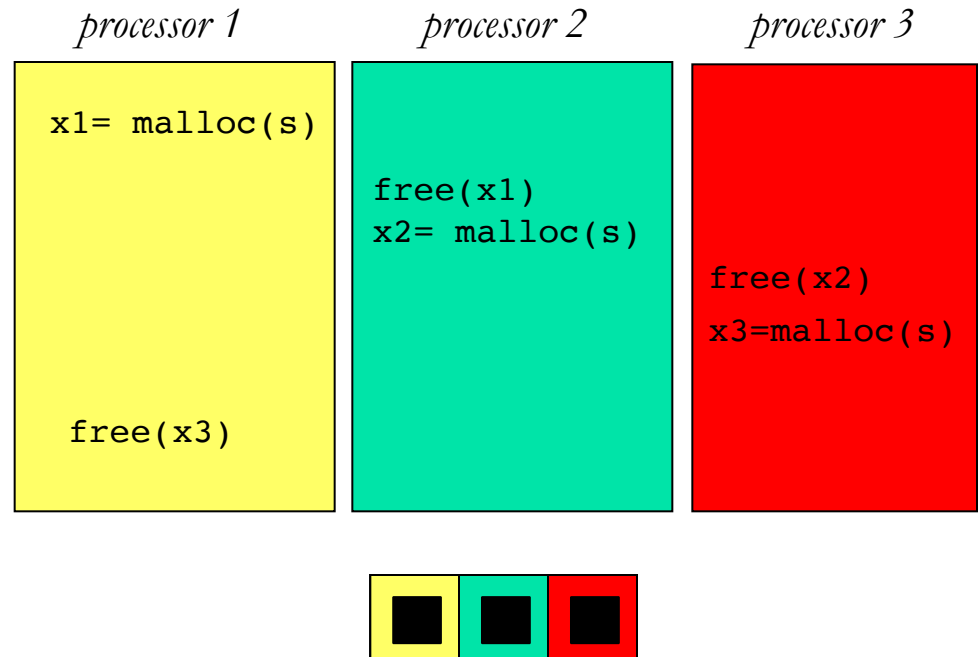 processor 1
x1= malloc(s)
free(x3)
processor 2
free(x1)
x2= malloc(s)
processor 3
free(x2)
x3=malloc(s)